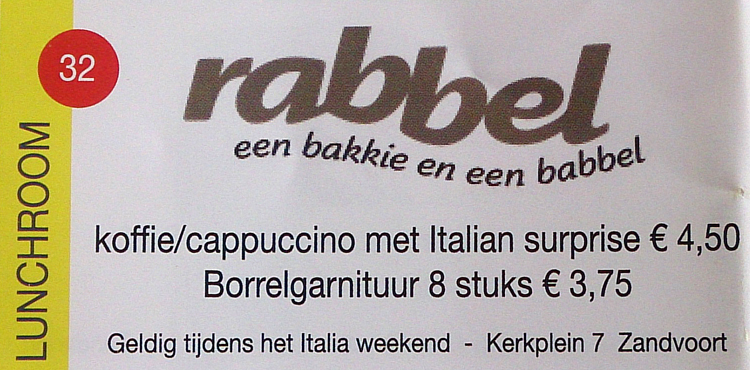 32
LUNCHROOM
rabbel
een bakkie en een babbel
koffie/cappuccino met Italian surprise € 4,50
Borrelgarnituur 8 stuks € 3,75
Geldig tijdens het Italia weekend - Kerkplein 7 Zandvoort